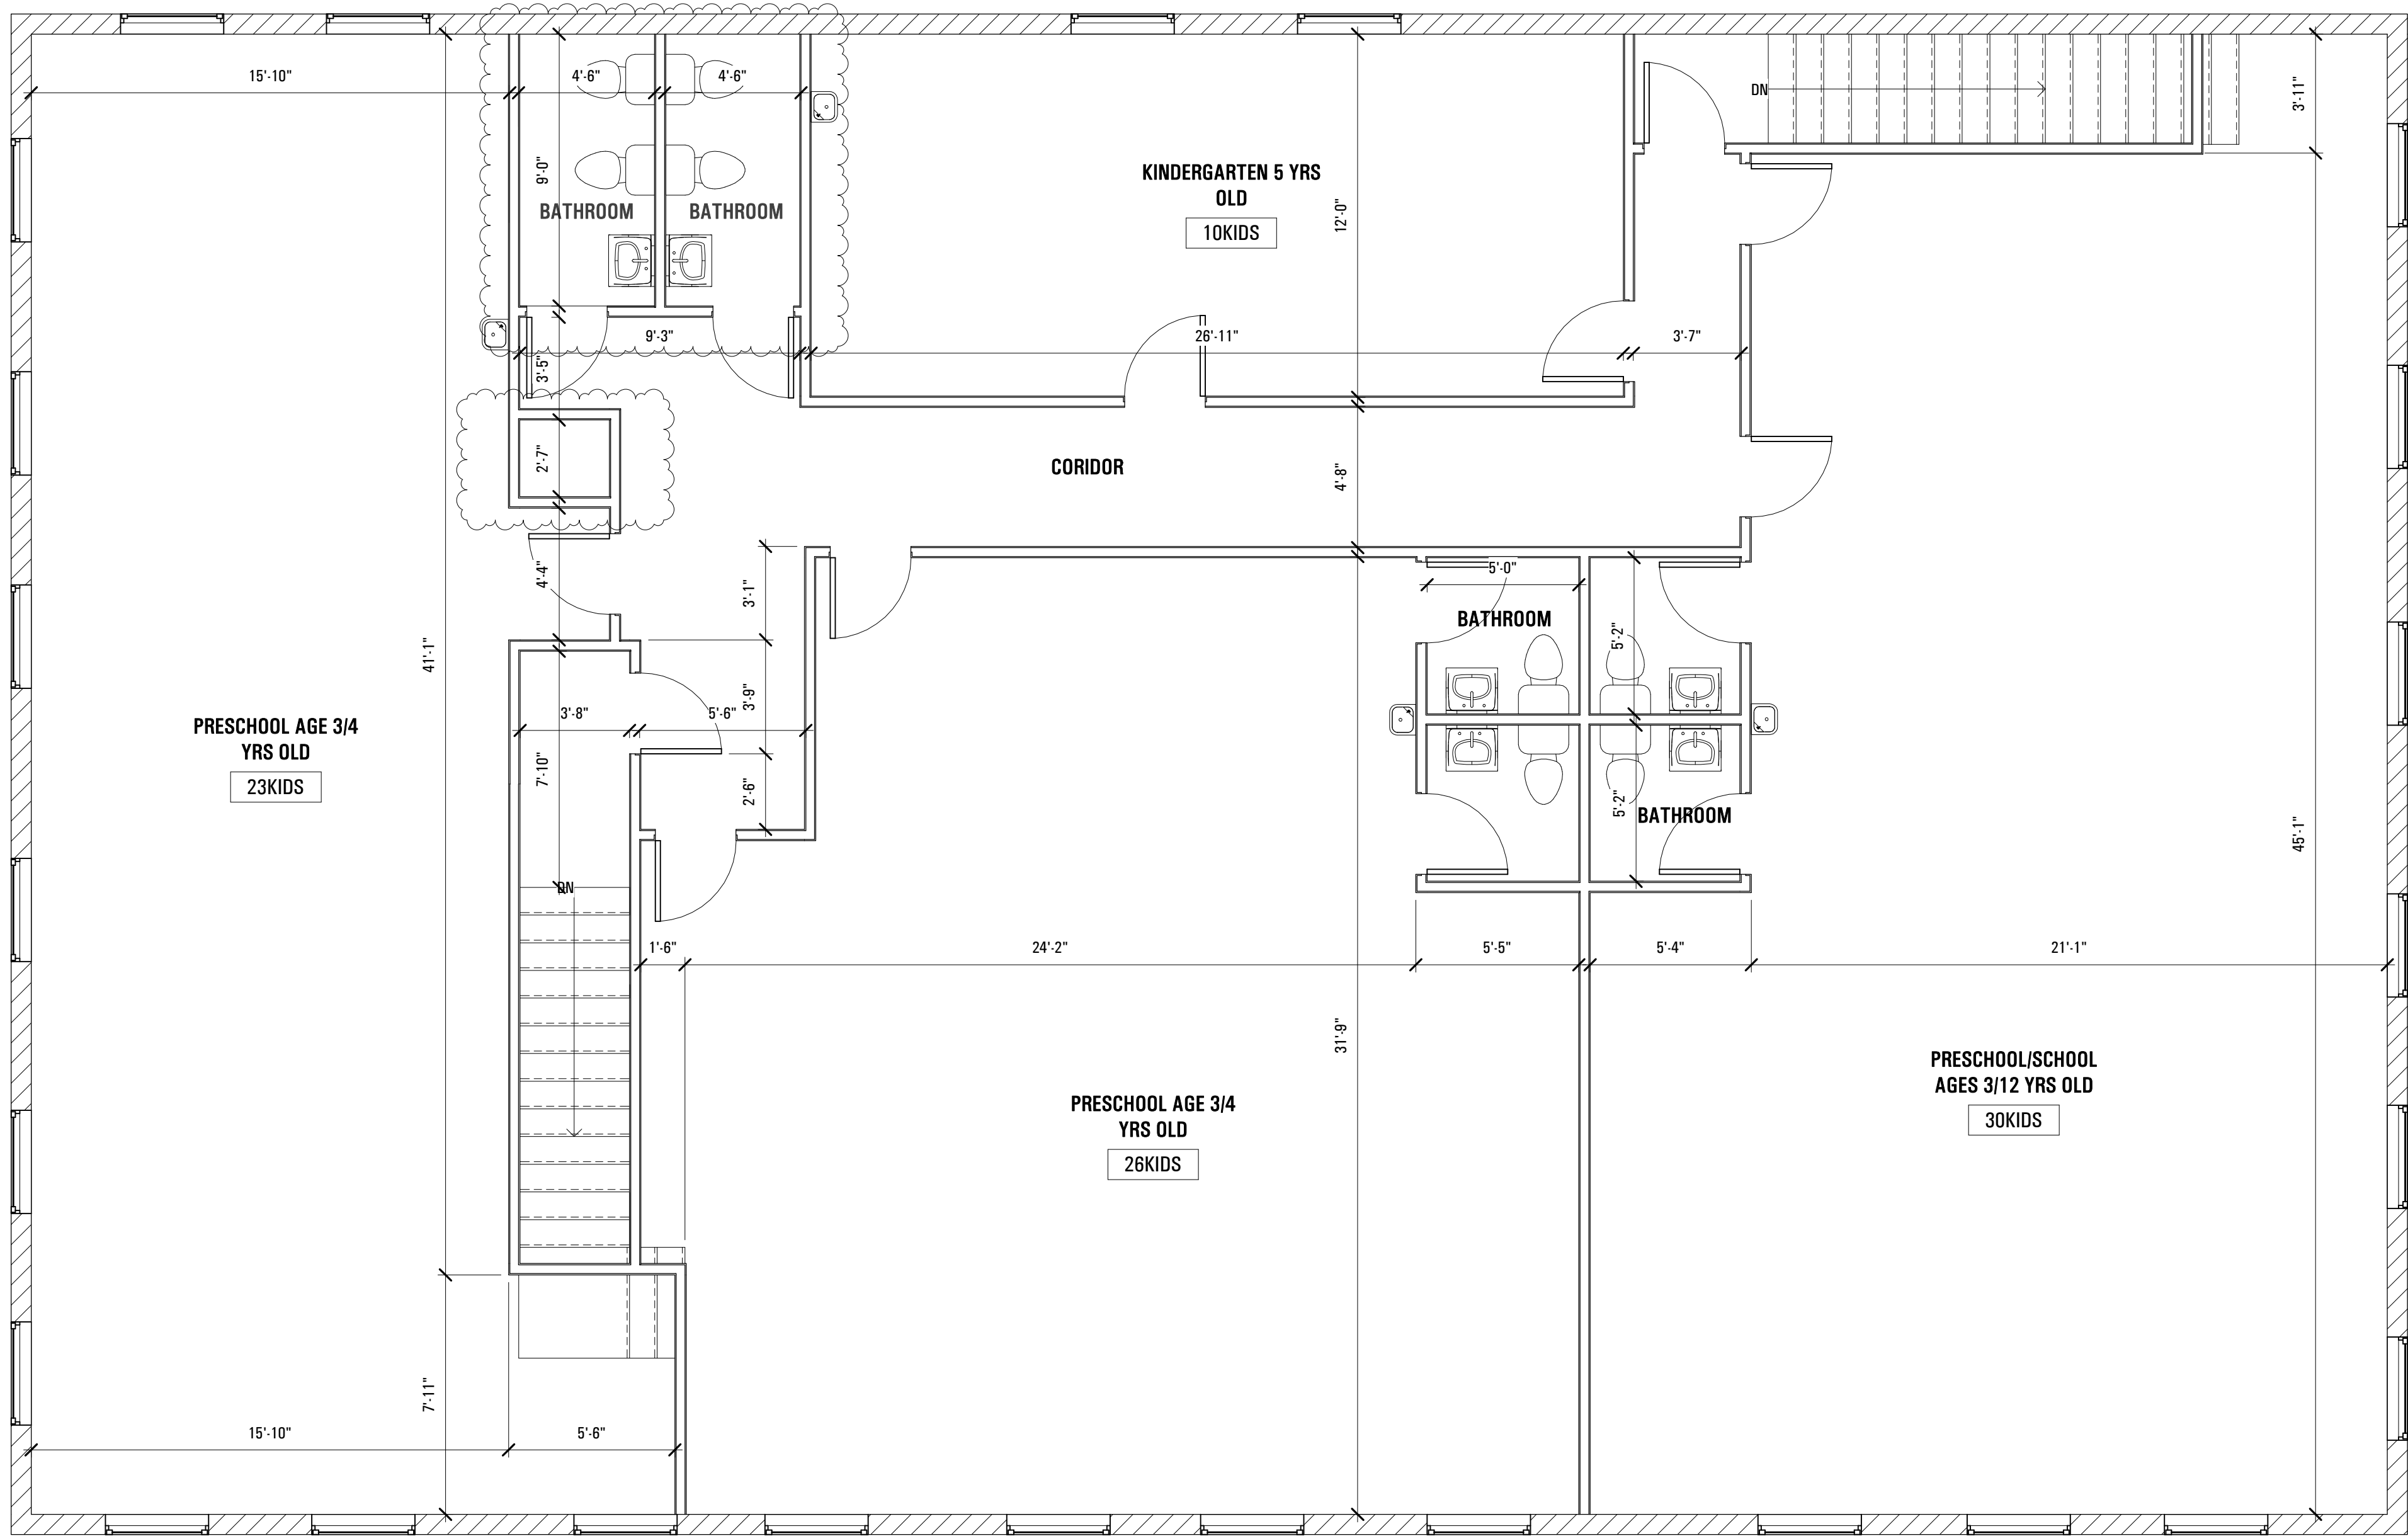 15'-10"
4'-6"
4'-6"
DN
3'-11"
9'-0"
BATHROOM
BATHROOM
KINDERGARTEN 5 YRS
OLD
10KIDS
12'-0"
9'-3"
26'-11"
3'-7"
3'-5"
2'-7"
CORIDOR
4'-8"
4'-4"
3'-1"
5'-0"
BATHROOM
5'-2"
41'-1"
3'-9"
3'-8"
5'-6"
PRESCHOOL AGE 3/4
YRS OLD
23KIDS
7'-10"
2'-6"
5'-2"
BATHROOM
45'-1"
DN
1'-6"
24'-2"
5'-5"
5'-4"
21'-1"
31'-9"
PRESCHOOL AGE 3/4
YRS OLD
26KIDS
PRESCHOOL/SCHOOL
AGES 3/12 YRS OLD
30KIDS
7'-11"
15'-10"
5'-6"